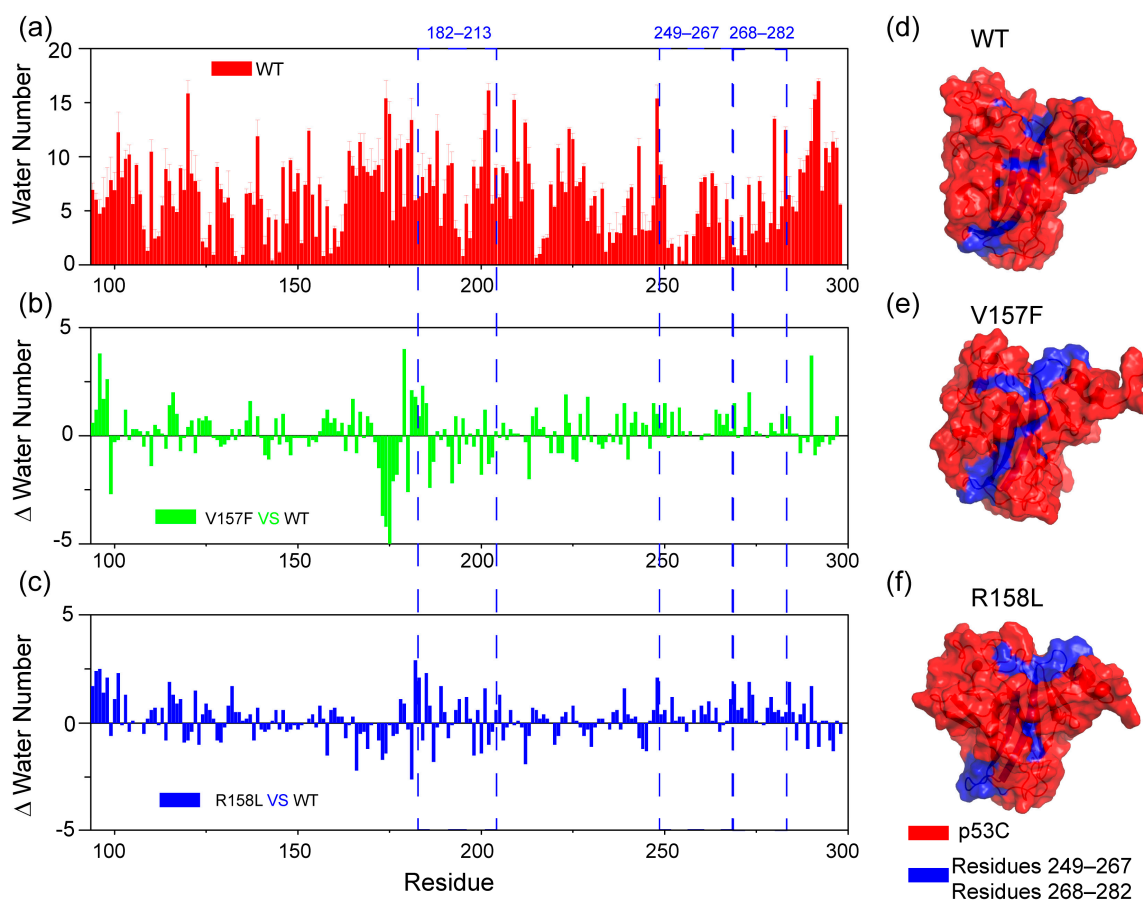 (a)
182–213
249–267
268–282
WT
Water Number
20
15
10
5
0
100
150
200
250
300
(b)
Δ Water Number
5
0
-5
V157F VS WT
100
150
200
250
300
(c)
Δ Water Number
5
0
-5
R158L VS WT
100
150
200
250
300
Residue
(d)
WT
(e)
V157F
(f)
R158L
p53C
Residues 249–267
Residues 268–282